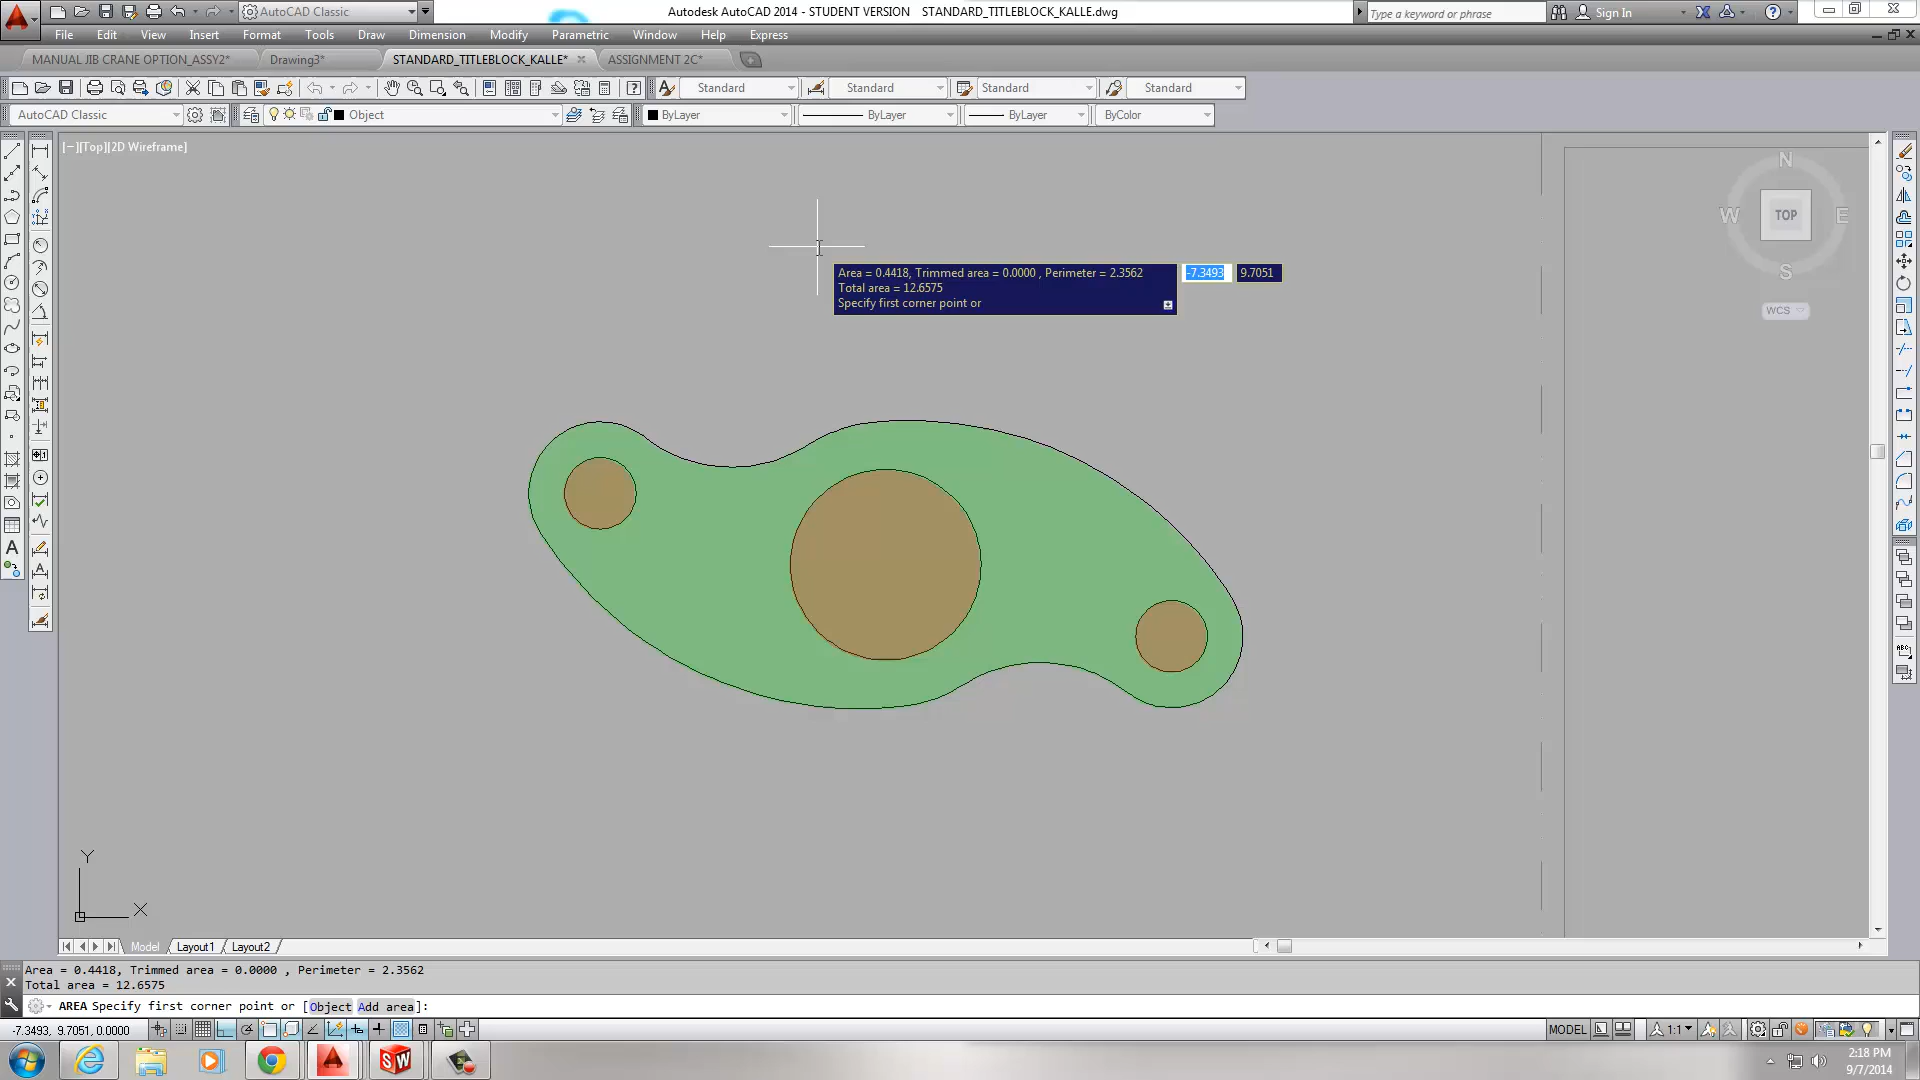 AutoCAD Classic
Autodesk AutoCAD 2014 - STUDENT VERSION    STANDARD_TITLEBLOCK_KALLE.dwg
Type a keyword or phrase
Sign In
File Edit View Insert Format Tools Draw Dimension Modify Parametric Window Help Express
MANUAL JIB CRANE OPTION_ASSY2* Drawing3* STANDARD_TITLEBLOCK_KALLE* ASSIGNMENT 2C*
Standard Standard Standard Standard
AutoCAD Classic Object ByLayer ByLayer ByLayer ByColor
[−][Top][2D Wireframe]
N
W TOP E
S
WCS
Area = 0.4418, Trimmed area = 0.0000 , Perimeter = 2.3562 -7.3493 9.7051
Total area = 12.6575
Specify first corner point or
A
ABC
A
Y
X
Model Layout1 Layout2
Area = 0.4418, Trimmed area = 0.0000 , Perimeter = 2.3562
Total area = 12.6575
AREA Specify first corner point or [Object Add area]:
-7.3493, 9.7051, 0.0000 MODEL 1:1
SW
2:18 PM
9/7/2014